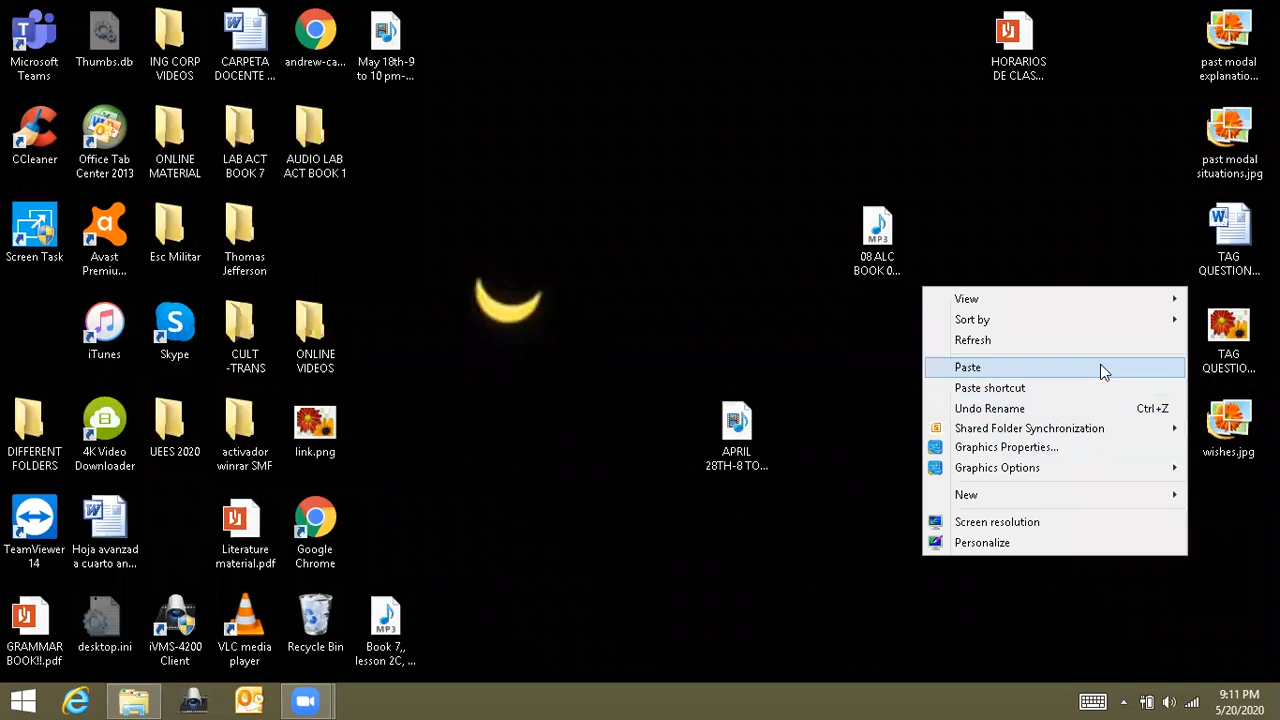 Microsoft
Teams
Thumbs.db
ING CORP
VIDEOS
W
CARPETA
DOCENTE ...
andrew-ca...
May 18th-9
to 10 pm-...
HORARIOS
DE CLAS...
past modal
explanatio...
CCleaner
Office Tab
Center 2013
ONLINE
MATERIAL
LAB ACT
BOOK 7
AUDIO LAB
ACT BOOK 1
past modal
situations.jpg
Screen Task
Avast
Premiu...
Esc Militar
Thomas
Jefferson
MP3
08 ALC
BOOK 0...
W
TAG
QUESTION...
iTunes
Skype
CULT
-TRANS
ONLINE
VIDEOS
TAG
QUESTIO...
DIFFERENT
FOLDERS
4K Video
Downloader
UEES 2020
activador
winrar SMF
link.png
APRIL
28TH-8 TO...
wishes.jpg
TeamViewer
14
W
Hoja avanzad
a cuarto an...
Literature
material.pdf
Google
Chrome
GRAMMAR
BOOK!!.pdf
desktop.ini
iVMS-4200
Client
VLC media
player
Recycle Bin
MP3
Book 7,,
lesson 2C, ...
View
Sort by
Refresh
Paste
Paste shortcut
Undo Rename Ctrl+Z
Shared Folder Synchronization
Graphics Properties...
Graphics Options
New
Screen resolution
Personalize
9:11 PM
5/20/2020